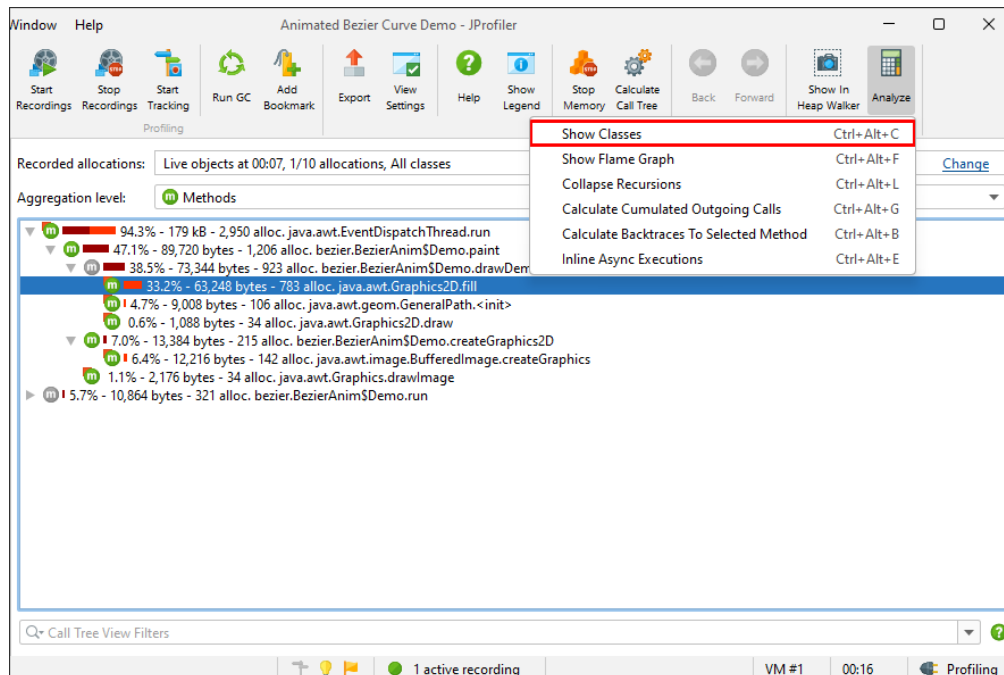 Window Help Animated Bezier Curve Demo - JProfiler
Start Recordings
Stop Recordings
Start Tracking
Run GC
Add Bookmark
Export
View Settings
Help
Show Legend
Stop Memory
Calculate Call Tree
Back
Forward
Show In Heap Walker
Analyze
Profiling
Show Classes Ctrl+Alt+C
Show Flame Graph Ctrl+Alt+F
Collapse Recursions Ctrl+Alt+L
Calculate Cumulated Outgoing Calls Ctrl+Alt+G
Calculate Backtraces To Selected Method Ctrl+Alt+B
Inline Async Executions Ctrl+Alt+E
Recorded allocations: Live objects at 00:07, 1/10 allocations, All classes Change
Aggregation level: m Methods
m 94.3% - 179 kB - 2,950 alloc. java.awt.EventDispatchThread.run
m 47.1% - 89,720 bytes - 1,206 alloc. bezier.BezierAnim$Demo.paint
m 38.5% - 73,344 bytes - 923 alloc. bezier.BezierAnim$Demo.drawDem
m 33.2% - 63,248 bytes - 783 alloc. java.awt.Graphics2D.fill
m 4.7% - 9,008 bytes - 106 alloc. java.awt.geom.GeneralPath.<init>
m 0.6% - 1,088 bytes - 34 alloc. java.awt.Graphics2D.draw
m 7.0% - 13,384 bytes - 215 alloc. bezier.BezierAnim$Demo.createGraphics2D
m 6.4% - 12,216 bytes - 142 alloc. java.awt.image.BufferedImage.createGraphics
m 1.1% - 2,176 bytes - 34 alloc. java.awt.Graphics.drawImage
m 5.7% - 10,864 bytes - 321 alloc. bezier.BezierAnim$Demo.run
Call Tree View Filters
1 active recording VM #1 00:16 Profiling